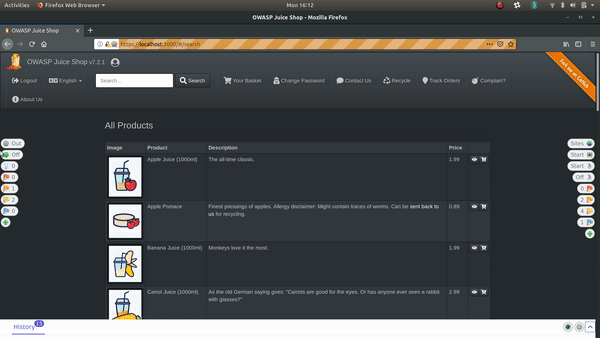 Activities Firefox Web Browser Mon 16:12
OWASP Juice Shop - Mozilla Firefox
OWASP Juice Shop
https://localhost:3000/#/search
OWASP Juice Shop v7.2.1
Fork me on GitHub
Logout English Search... Search Your Basket Change Password Contact Us Recycle Track Orders Complain?
About Us
All Products
Image Product Description Price
Apple Juice (1000ml) The all-time classic. 1.99
Apple Pomace Finest pressings of apples. Allergy disclaimer: Might contain traces of worms. Can be sent back to 0.89
us for recycling.
Banana Juice (1000ml) Monkeys love it the most. 1.99
Carrot Juice (1000ml) As the old German saying goes: "Carrots are good for the eyes. Or has anyone ever seen a rabbit 2.99
with glasses?"
Out
Off
0
0
1
2
0
Sites
Start
Start
Off
0
2
4
1
History 15